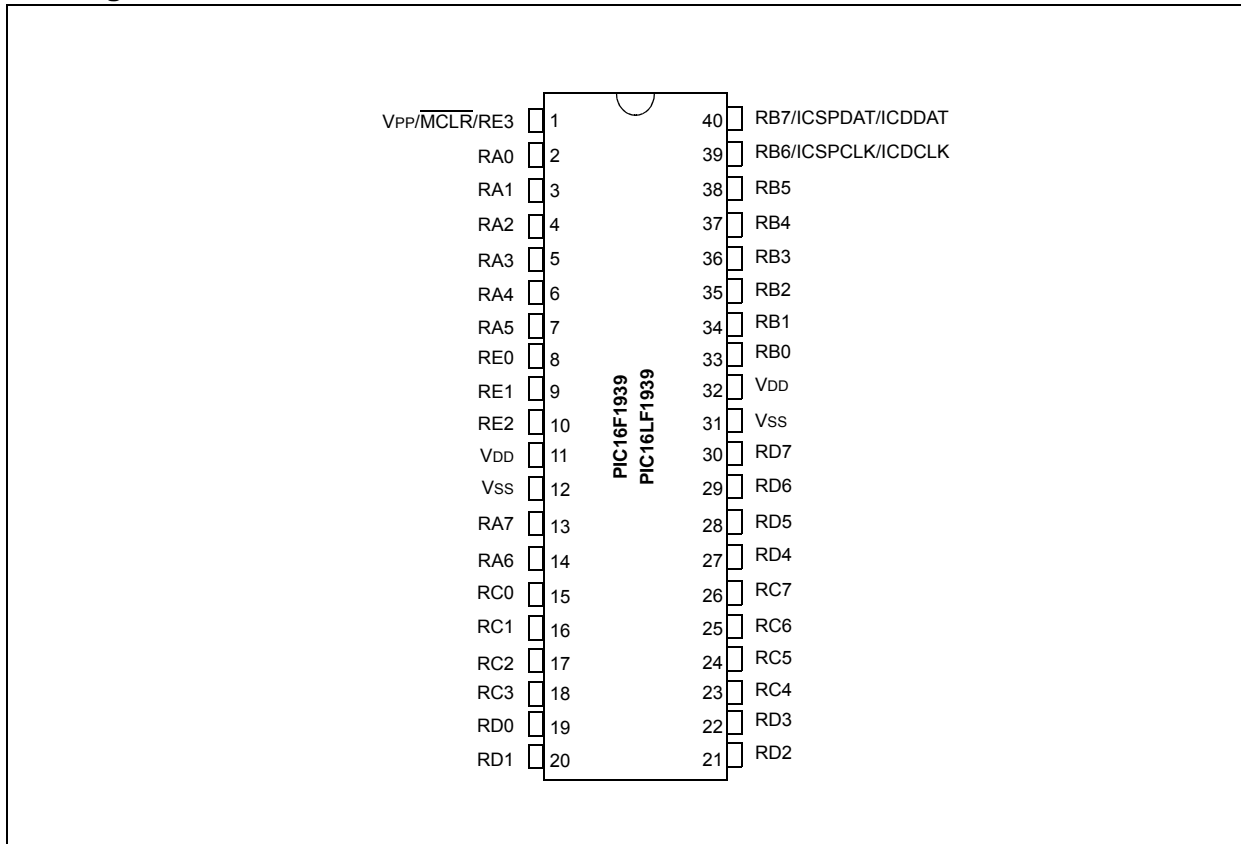 VPP/MCLR/RE3 1
RA0 2
RA1 3
RA2 4
RA3 5
RA4 6
RA5 7
RE0 8
RE1 9
RE2 10
VDD 11
VSS 12
RA7 13
RA6 14
RC0 15
RC1 16
RC2 17
RC3 18
RD0 19
RD1 20
PIC16F1939
PIC16LF1939
40 RB7/ICSPDAT/ICDDAT
39 RB6/ICSPCLK/ICDCLK
38 RB5
37 RB4
36 RB3
35 RB2
34 RB1
33 RB0
32 VDD
31 VSS
30 RD7
29 RD6
28 RD5
27 RD4
26 RC7
25 RC6
24 RC5
23 RC4
22 RD3
21 RD2